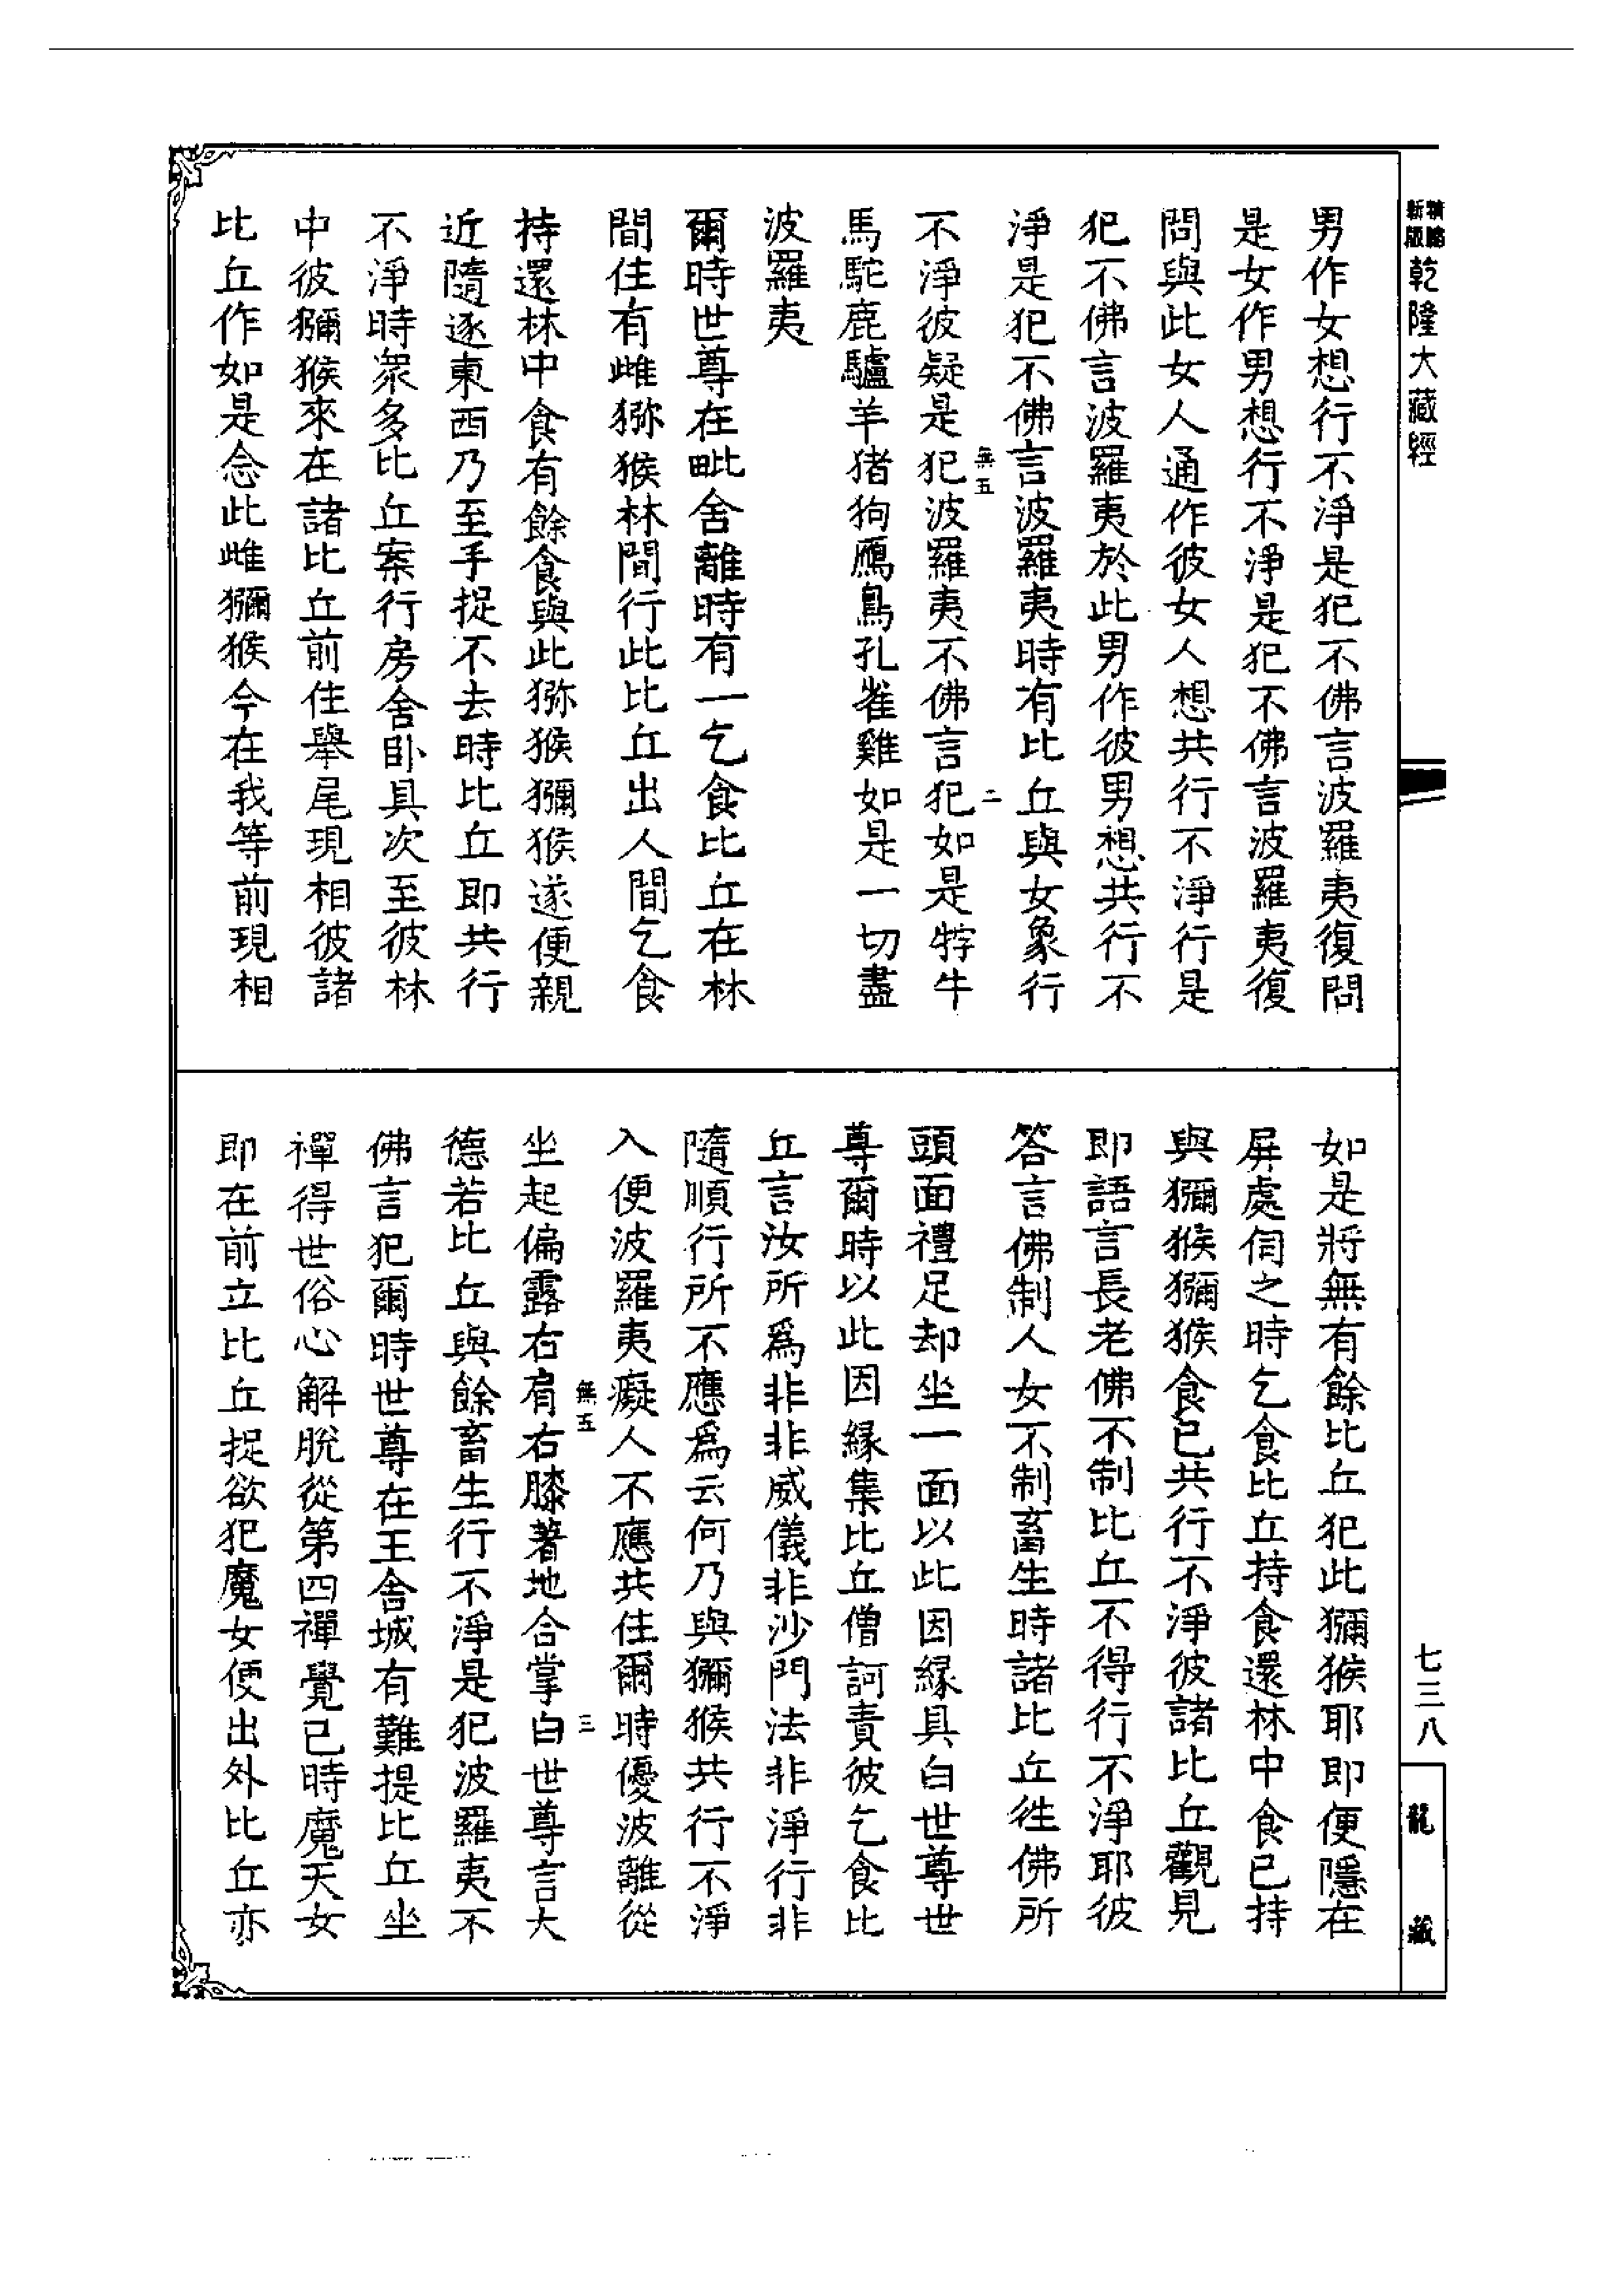 新版精縮乾隆大藏經
七三八
龍藏
男作女想行不淨是犯不佛言波羅夷復問
是女作男想行不淨是犯不佛言波羅夷復
問與此女人通作彼女人想共行不淨行是
犯不佛言波羅夷於此男作彼男想共行不
淨是犯不佛言波羅夷時有比丘與女象行
無五
二
不淨彼疑是犯波羅夷不佛言犯如是牸牛
馬駝鹿驢羊猪狗鴈鳥孔雀雞如是一切盡
波羅夷
爾時世尊在毗舍離時有一乞食比丘在林
間住有雌猕猴林間行此比丘出人間乞食
持還林中食有餘食與此猕猴獼猴遂便親
近隨逐東西乃至手捉不去時比丘即共行
不淨時衆多比丘案行房舍卧具次至彼林
中彼獼猴來在諸比丘前住舉尾現相彼諸
比丘作如是念此雌獼猴今在我等前現相
如是將無有餘比丘犯此獼猴耶即便隱在
屏處伺之時乞食比丘持食還林中食已持
與獼猴獼猴食已共行不淨彼諸比丘觀見
即語言長老佛不制比丘不得行不淨耶彼
答言佛制人女不制畜生時諸比丘徃佛所
頭面禮足却坐一面以此因緣具白世尊世
尊爾時以此因緣集比丘僧訶責彼乞食比
丘言汝所爲非非威儀非沙門法非淨行非
隨順行所不應爲云何乃與獼猴共行不淨
入便波羅夷癡人不應共住爾時優波離從
無五
三
坐起偏露右肩右膝著地合掌白世尊言大
德若比丘與餘畜生行不淨是犯波羅夷不
佛言犯爾時世尊在王舍城有難提比丘坐
禪得世俗心解脫從第四禪覺已時魔天女
即在前立比丘捉欲犯魔女便出外比丘亦